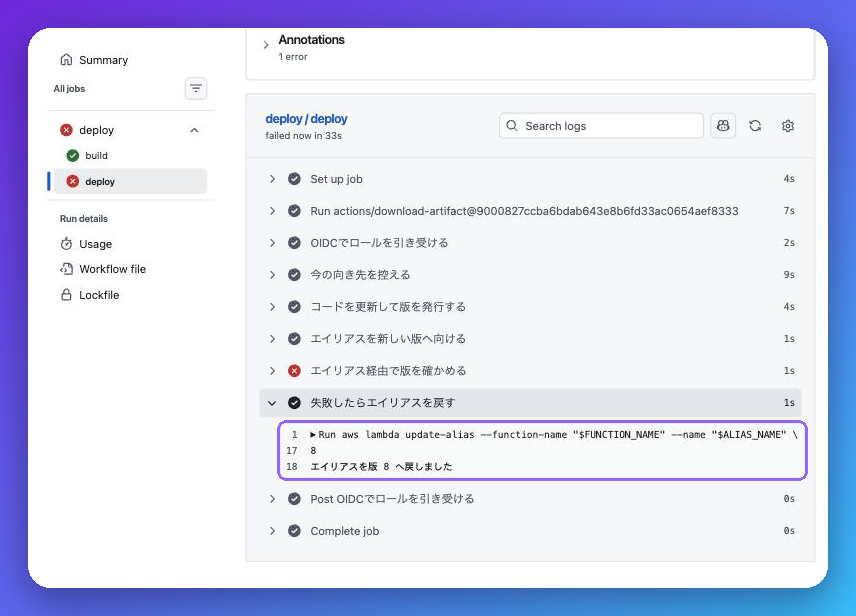 Summary
All jobs
deploy
build
deploy
Run details
Usage
Workflow file
Lockfile
Annotations
1 error
deploy / deploy
failed now in 33s
Search logs
Set up job 4s
Run actions/download-artifact@9000827ccba6bdab643e8b6fd33ac0654aef8333 7s
OIDCでロールを引き受ける 2s
今の向き先を控える 9s
コードを更新して版を発行する 4s
エイリアスを新しい版へ向ける 1s
エイリアス経由で版を確かめる 1s
失敗したらエイリアスを戻す 1s
1 ▶Run aws lambda update-alias --function-name "$FUNCTION_NAME" --name "$ALIAS_NAME" \
17 8
18 エイリアスを版 8 へ戻しました
Post OIDCでロールを引き受ける 0s
Complete job 0s